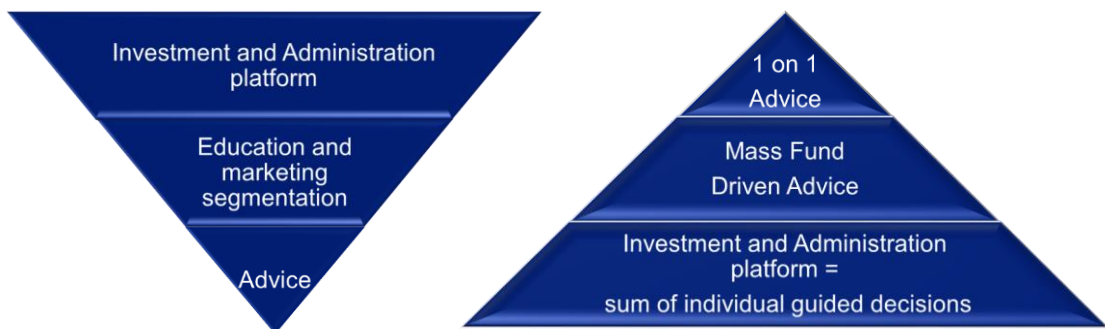 Investment and Administration
platform
Education and
marketing
segmentation
Advice
1 on 1
Advice
Mass Fund
Driven Advice
Investment and Administration
platform =
sum of individual guided decisions